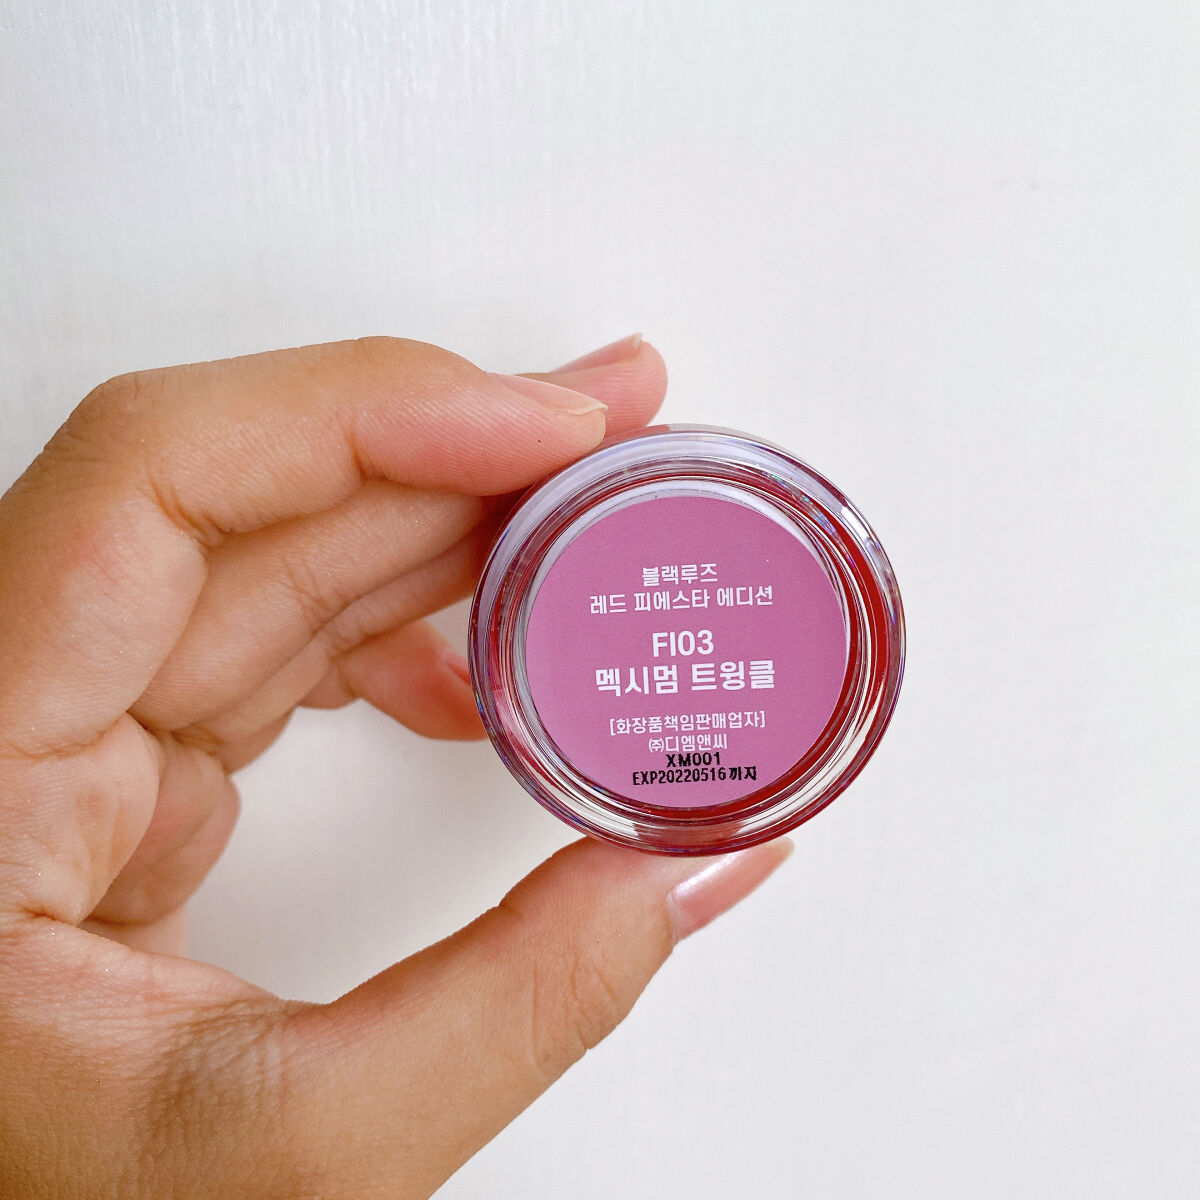 블랙루즈
레드 피에스타 에디션
FI03
멕시멈 트윙클
[화장품책임판매업자]
㈜디엠앤씨
XM001
EXP20220516까지